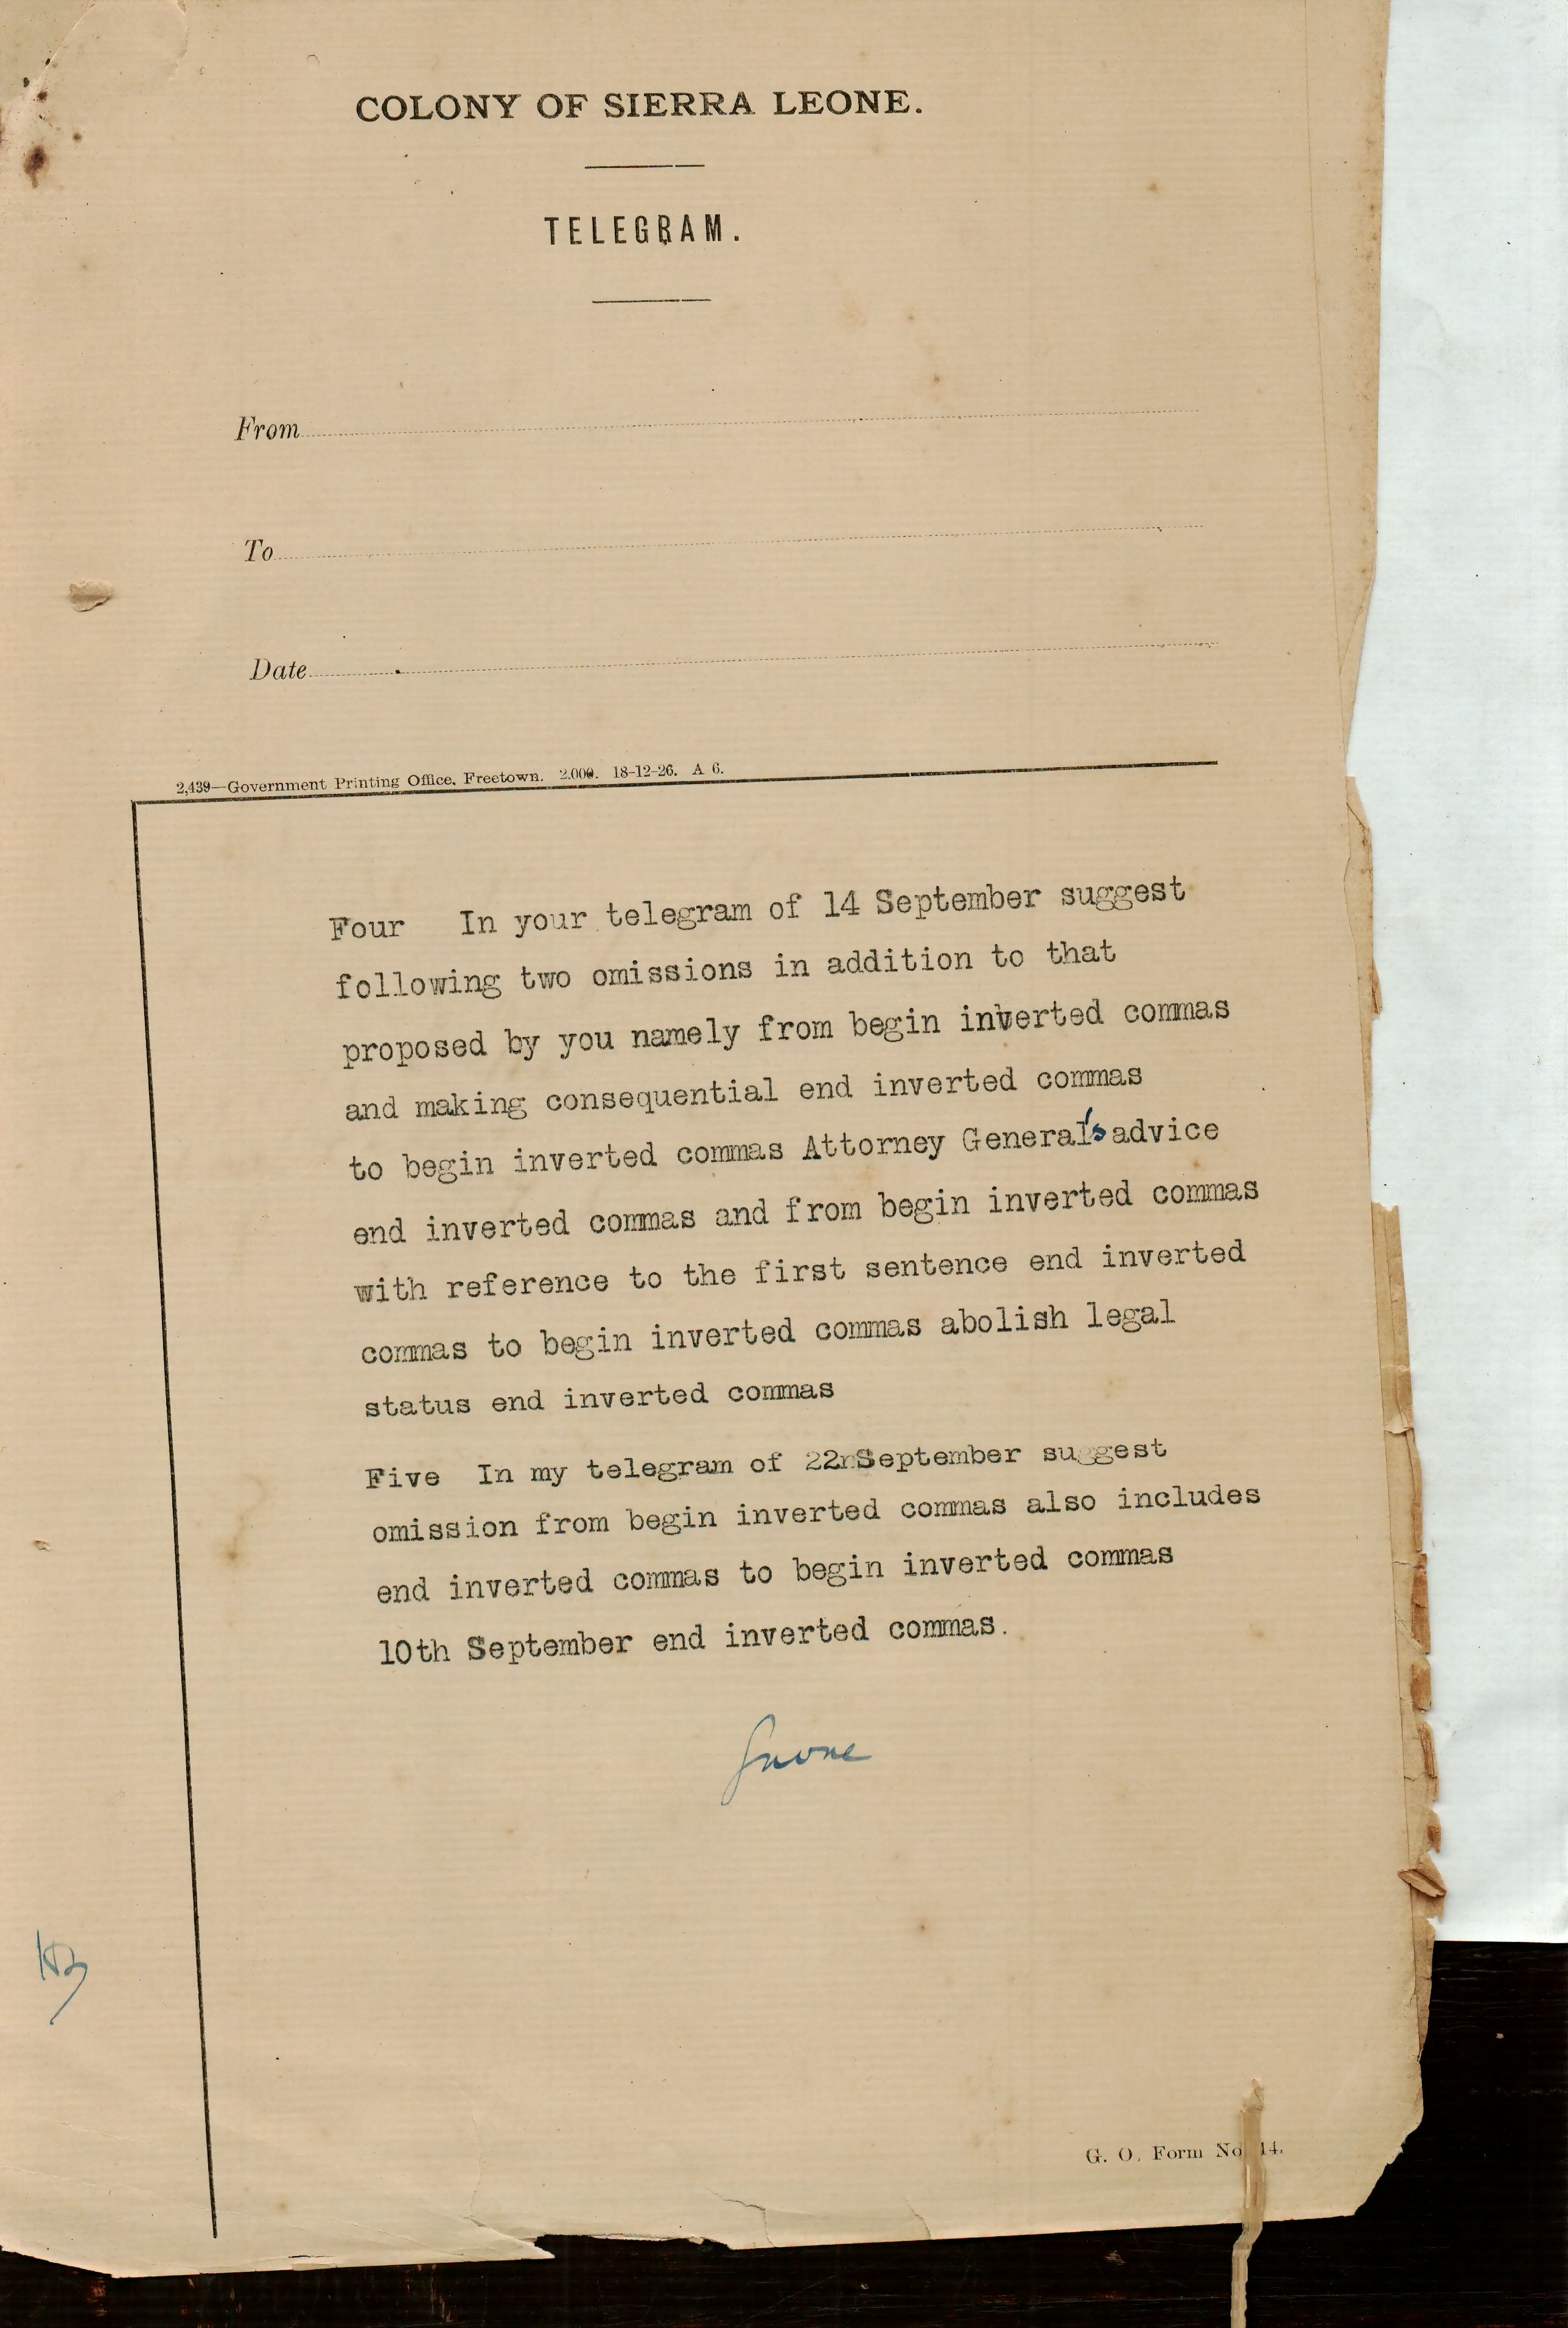 COLONY OF SIERRA LEONE.
TELEGRAM.
From
To
Date
2,439—Government Printing Office, Freetown. 2.000. 18-12-26. A 6.
Four In your telegram of 14 September suggest
following two omissions in addition to that
proposed by you namely from begin inverted commas
and making consequential end inverted commas
to begin inverted commas Attorney General's advice
end inverted commas and from begin inverted commas
with reference to the first sentence end inverted
commas to begin inverted commas abolish legal
status end inverted commas
Five In my telegram of 22nSeptember suggest
omission from begin inverted commas also includes
end inverted commas to begin inverted commas
10th September end inverted commas.
G. O. Form No 14.